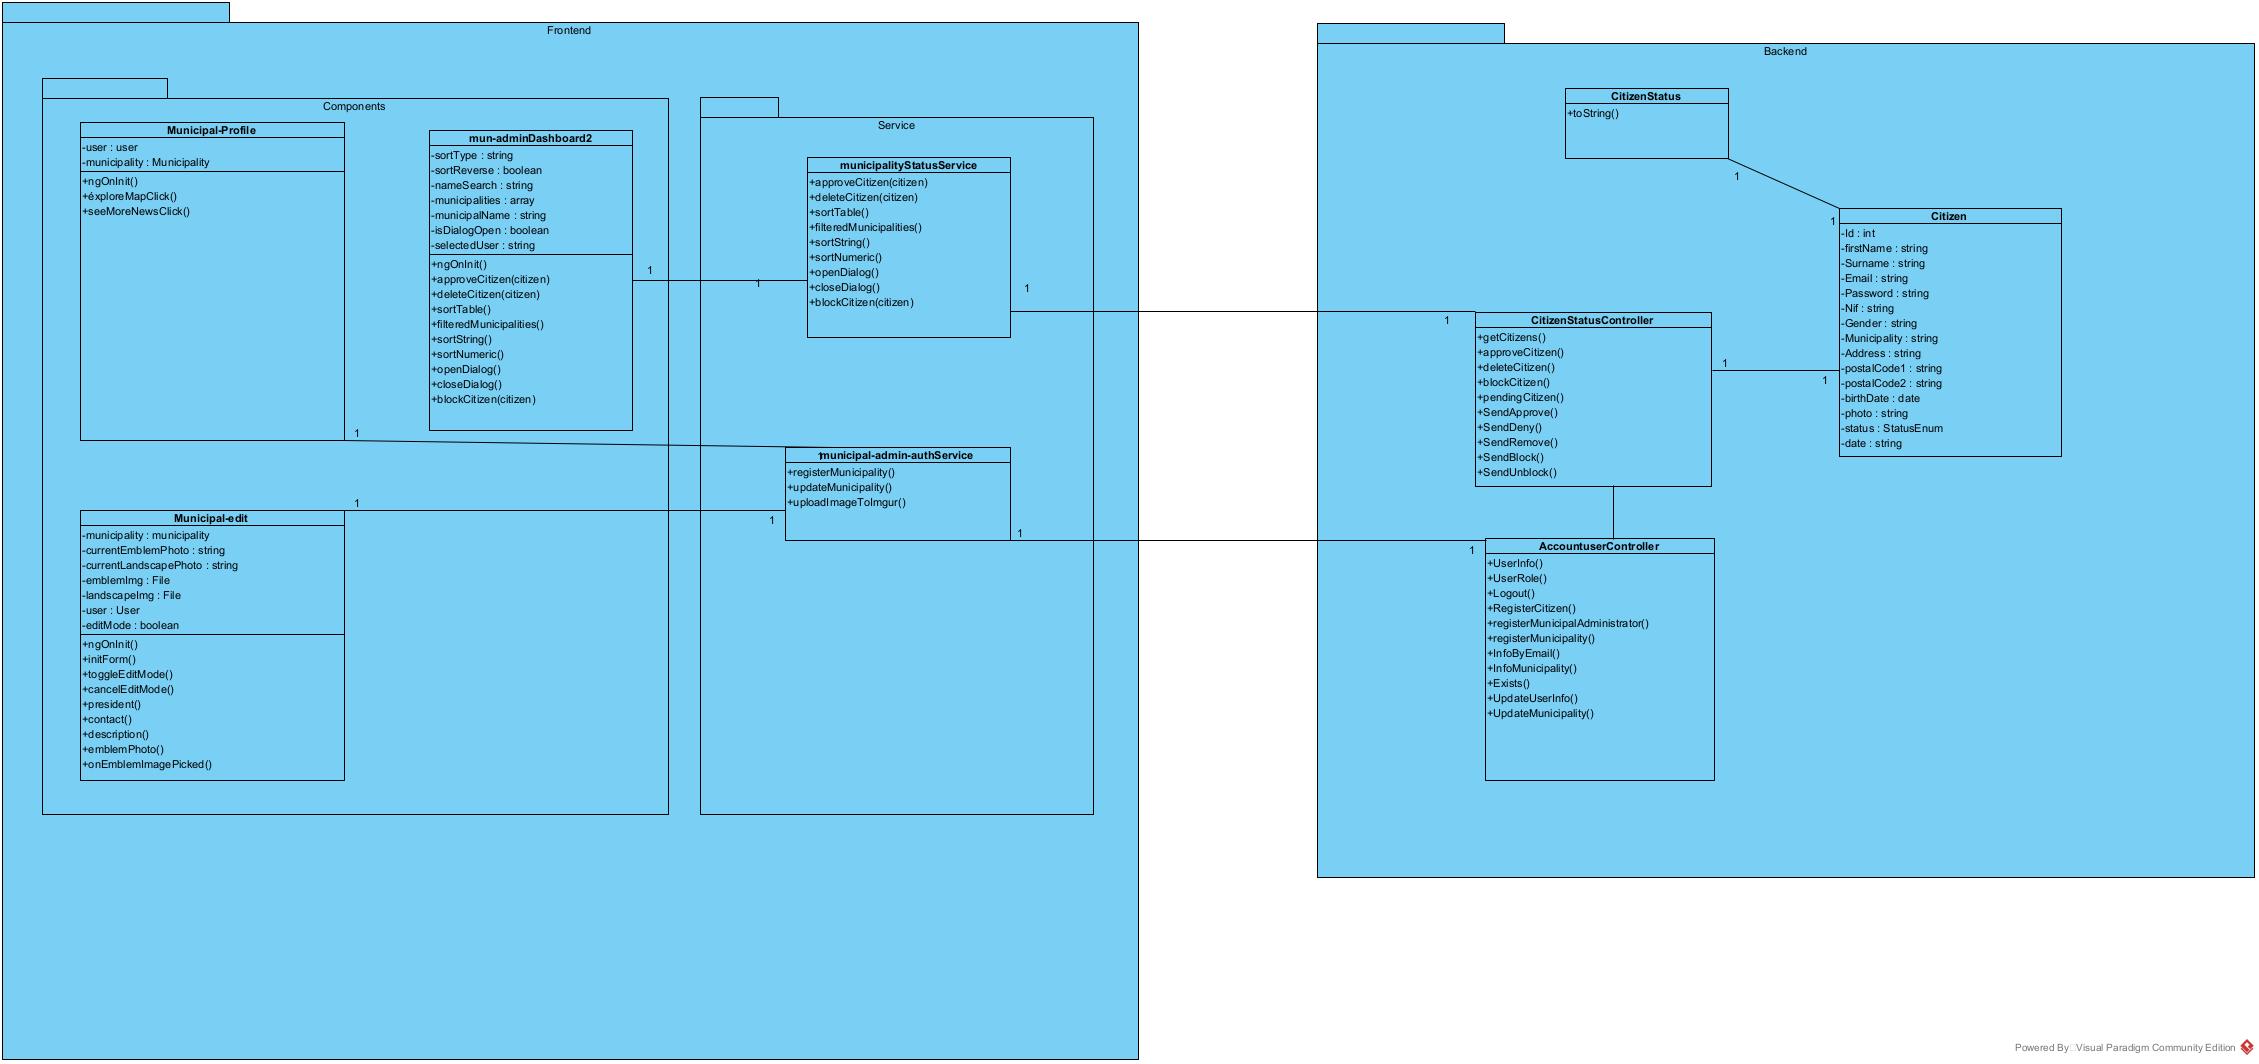 Frontend
Components
Municipal-Profile
-user : user
-municipality : Municipality
+ngOnInit()
+éxploreMapClick()
+seeMoreNewsClick()
mun-adminDashboard2
-sortType : string
-sortReverse : boolean
-nameSearch : string
-municipalities : array
-municipalName : string
-isDialogOpen : boolean
-selectedUser : string
+ngOnInit()
+approveCitizen(citizen)
+deleteCitizen(citizen)
+sortTable()
+filteredMunicipalities()
+sortString()
+sortNumeric()
+openDialog()
+closeDialog()
+blockCitizen(citizen)
1
1
1
Municipal-edit
-municipality : municipality
-currentEmblemPhoto : string
-currentLandscapePhoto : string
-emblemImg : File
-landscapeImg : File
-user : User
-editMode : boolean
+ngOnInit()
+initForm()
+toggleEditMode()
+cancelEditMode()
+president()
+contact()
+description()
+emblemPhoto()
+onEmblemImagePicked()
Service
municipalityStatusService
+approveCitizen(citizen)
+deleteCitizen(citizen)
+sortTable()
+filteredMunicipalities()
+sortString()
+sortNumeric()
+openDialog()
+closeDialog()
+blockCitizen(citizen)
1
1
1
municipal-admin-authService
+registerMunicipality()
+updateMunicipality()
+uploadImageToImgur()
1
1
Backend
CitizenStatus
+toString()
1
1
Citizen
-Id : int
-firstName : string
-Surname : string
-Email : string
-Password : string
-Nif : string
-Gender : string
-Municipality : string
-Address : string
-postalCode1 : string
-postalCode2 : string
-birthDate : date
-photo : string
-status : StatusEnum
-date : string
1
CitizenStatusController
+getCitizens()
+approveCitizen()
+deleteCitizen()
+blockCitizen()
+pendingCitizen()
+SendApprove()
+SendDeny()
+SendRemove()
+SendBlock()
+SendUnblock()
1
1
1
AccountuserController
+UserInfo()
+UserRole()
+Logout()
+RegisterCitizen()
+registerMunicipalAdministrator()
+registerMunicipality()
+InfoByEmail()
+InfoMunicipality()
+Exists()
+UpdateUserInfo()
+UpdateMunicipality()
Powered By Visual Paradigm Community Edition